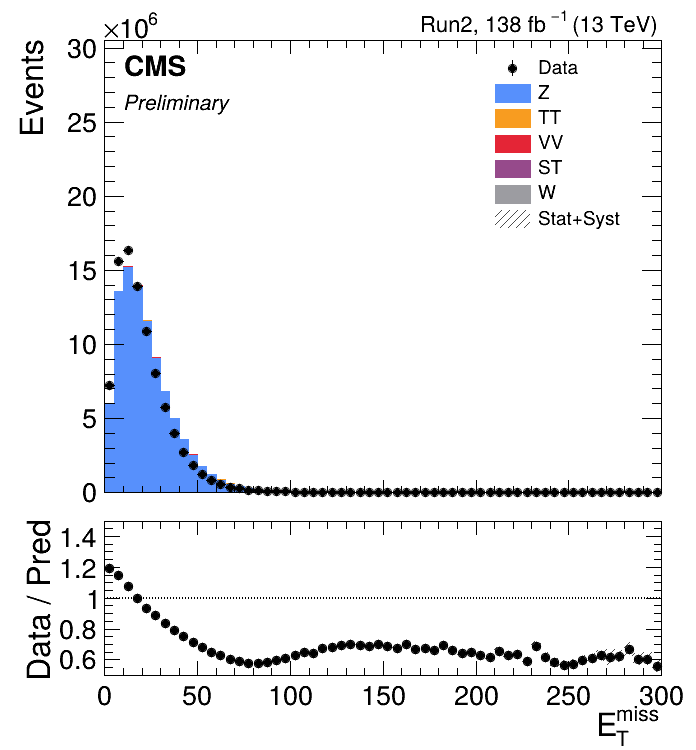 ×10⁶
Run2, 138 fb⁻¹ (13 TeV)
CMS
Preliminary
Events
30
25
20
15
10
5
0
Data
Z
TT
VV
ST
W
Stat+Syst
Data / Pred
1.4
1.2
1
0.8
0.6
0 50 100 150 200 250 300
E_T^miss